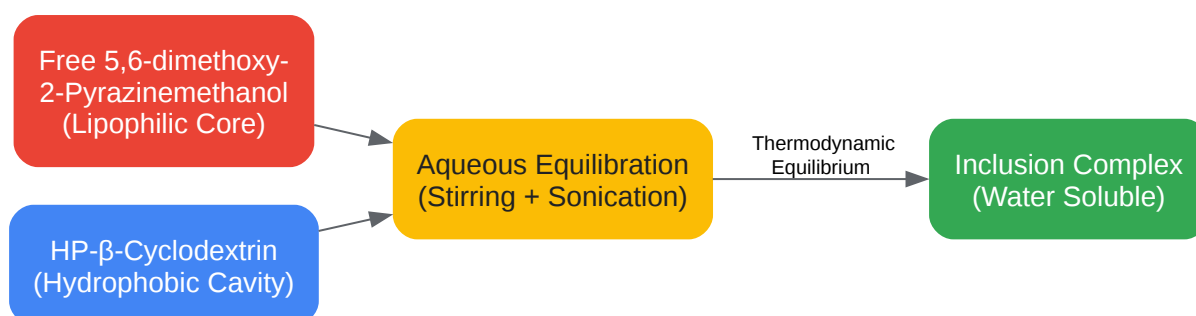 Free 5,6-dimethoxy-
2-Pyrazinemethanol
(Lipophilic Core)
HP-β-Cyclodextrin
(Hydrophobic Cavity)
Aqueous Equilibration
(Stirring + Sonication)
Thermodynamic
Equilibrium
Inclusion Complex
(Water Soluble)